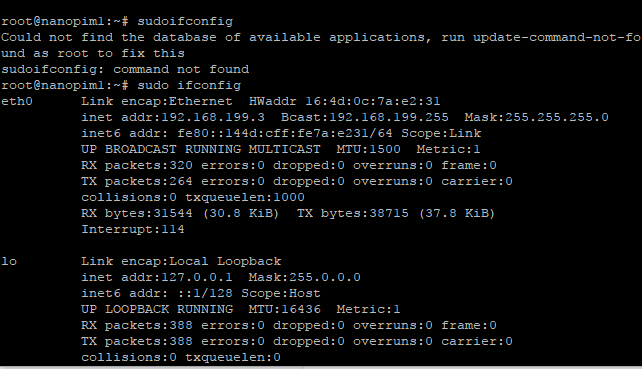 root@nanopim1:~# sudoifconfig
Could not find the database of available applications, run update-command-not-fo
und as root to fix this
sudoifconfig: command not found
root@nanopim1:~# sudo ifconfig
eth0      Link encap:Ethernet  HWaddr 16:4d:0c:7a:e2:31
          inet addr:192.168.199.3  Bcast:192.168.199.255  Mask:255.255.255.0
          inet6 addr: fe80::144d:cff:fe7a:e231/64 Scope:Link
          UP BROADCAST RUNNING MULTICAST  MTU:1500  Metric:1
          RX packets:320 errors:0 dropped:0 overruns:0 frame:0
          TX packets:264 errors:0 dropped:0 overruns:0 carrier:0
          collisions:0 txqueuelen:1000
          RX bytes:31544 (30.8 KiB)  TX bytes:38715 (37.8 KiB)
          Interrupt:114
lo        Link encap:Local Loopback
          inet addr:127.0.0.1  Mask:255.0.0.0
          inet6 addr: ::1/128 Scope:Host
          UP LOOPBACK RUNNING  MTU:16436  Metric:1
          RX packets:388 errors:0 dropped:0 overruns:0 frame:0
          TX packets:388 errors:0 dropped:0 overruns:0 carrier:0
          collisions:0 txqueuelen:0